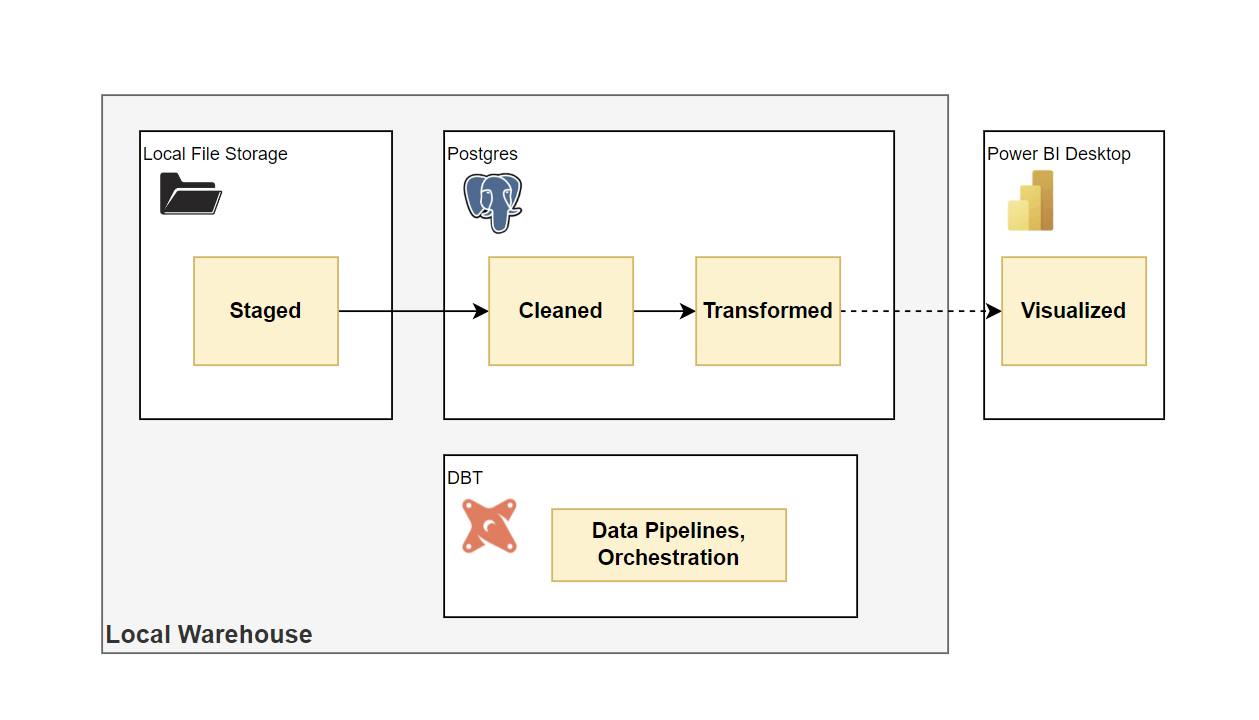 Local File Storage
Postgres
Power BI Desktop
Staged
Cleaned
Transformed
Visualized
DBT
Data Pipelines,
Orchestration
Local Warehouse